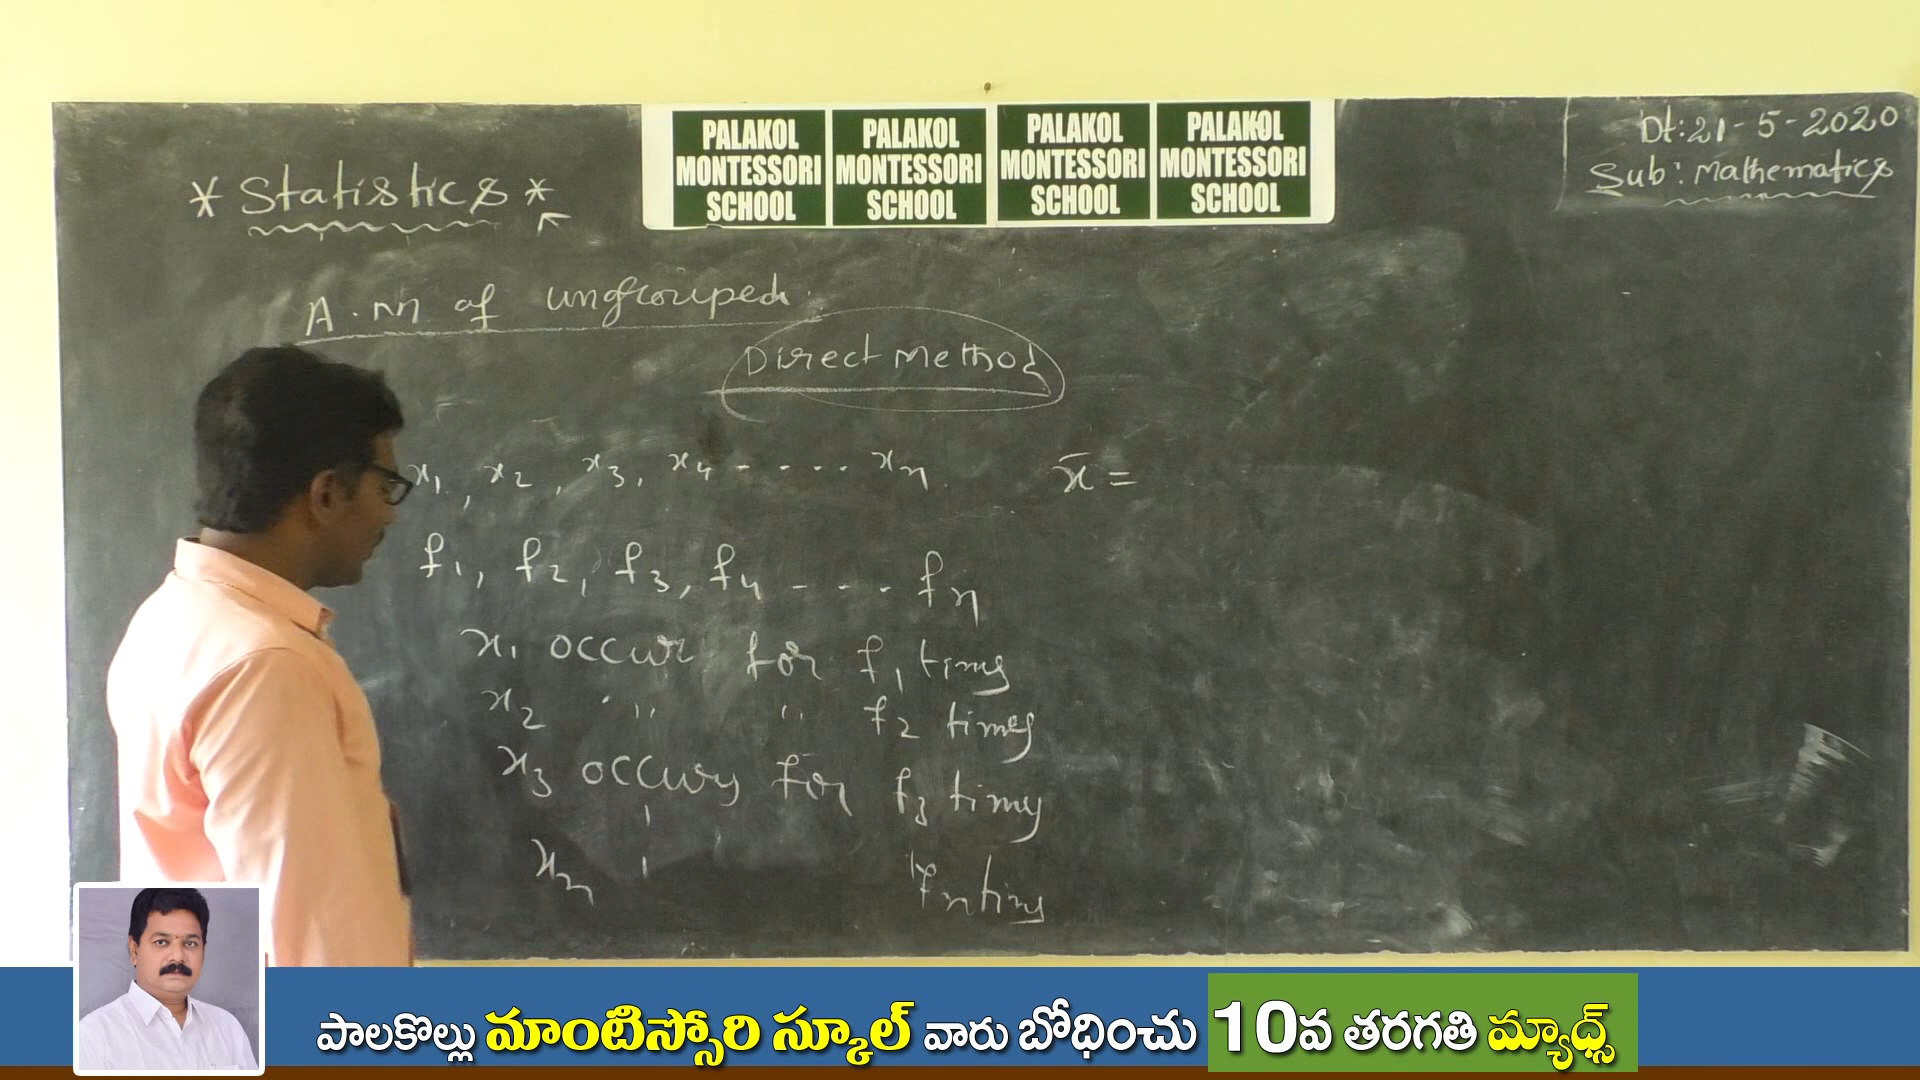 PALAKOL MONTESSORI SCHOOL
PALAKOL MONTESSORI SCHOOL
PALAKOL MONTESSORI SCHOOL
PALAKOL MONTESSORI SCHOOL
Dt: 21-5-2020
Sub: Mathematics
* Statistics *
A.m of ungrouped.
Direct Method
x1, x2, x3, x4 - . . . . xn. x̄ =
f1, f2, f3, f4 - - - . fn
x1 occur for f1 times
x2 " " f2 times
x3 occurs for f3 times
xn fn times
పాలకొల్లు మాంటిస్సోరి స్కూల్ వారు బోధించు 10వ తరగతి మ్యాథ్స్